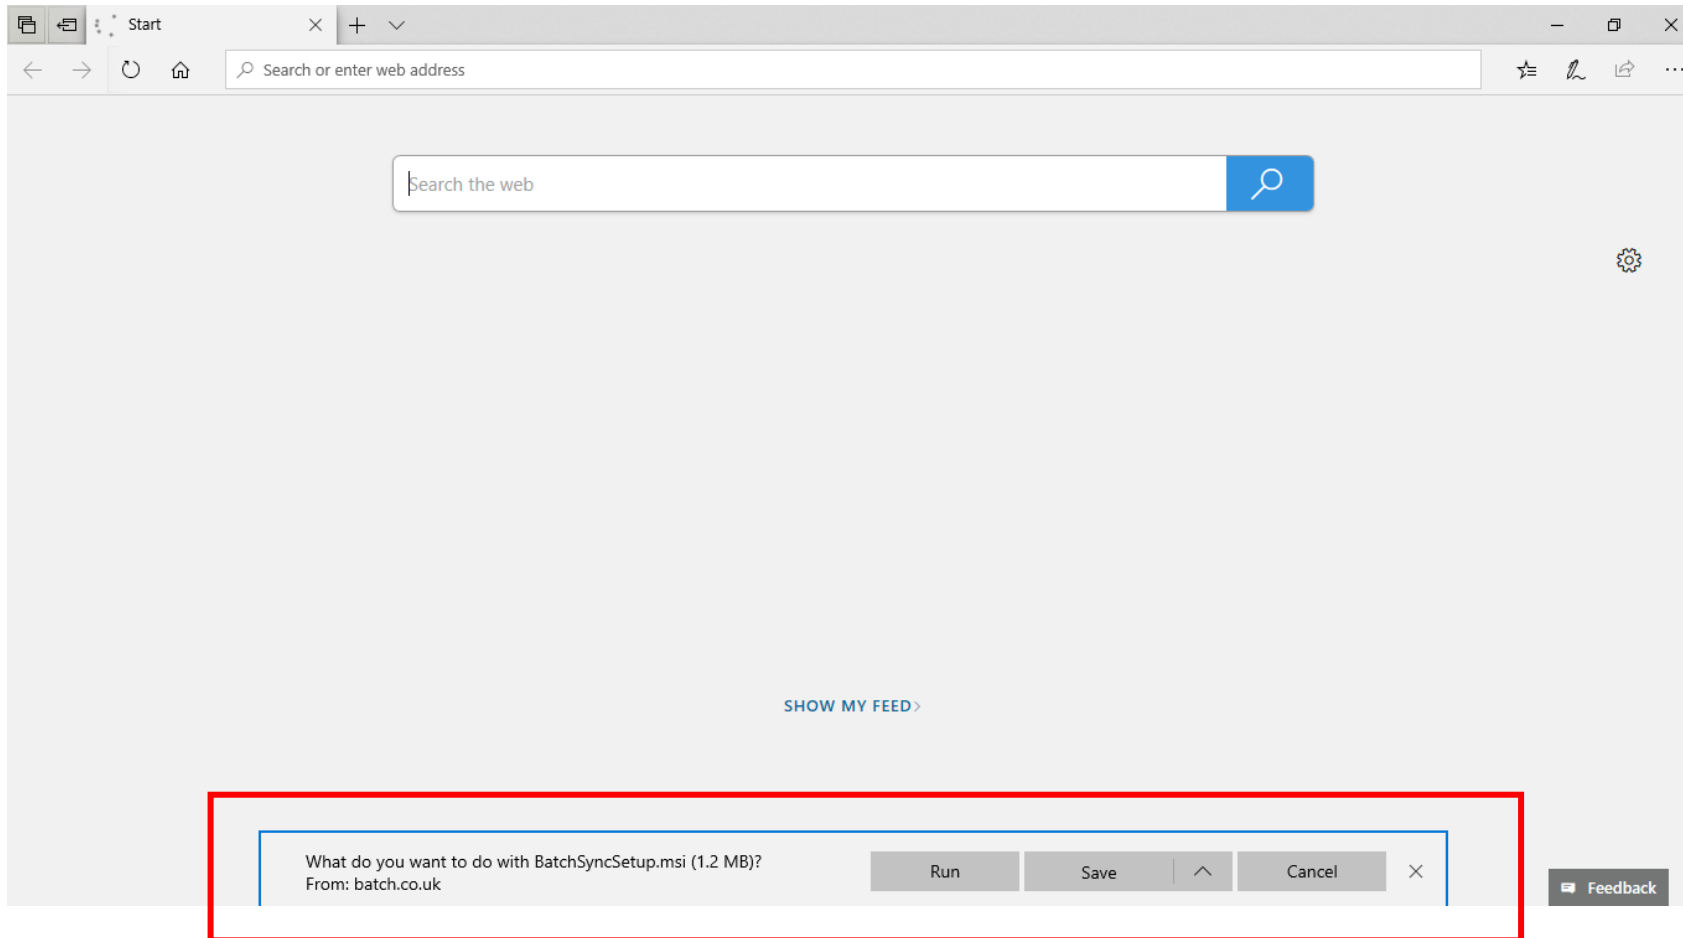 Start
Search or enter web address
Search the web
SHOW MY FEED
What do you want to do with BatchSyncSetup.msi (1.2 MB)?
From: batch.co.uk
Run
Save
Cancel
Feedback